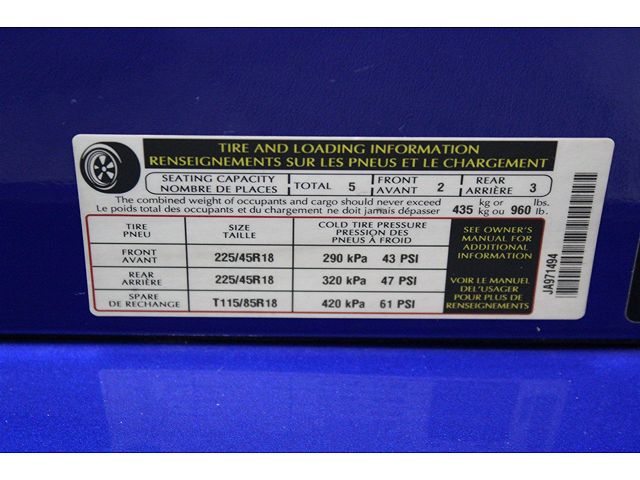 TIRE AND LOADING INFORMATION
RENSEIGNEMENTS SUR LES PNEUS ET LE CHARGEMENT
SEATING CAPACITY
NOMBRE DE PLACES
TOTAL 5
FRONT
AVANT 2
REAR
ARRIÈRE 3
The combined weight of occupants and cargo should never exceed
Le poids total des occupants et du chargement ne doit jamais dépasser
435 kg or
kg ou
960 lbs.
lb.
TIRE
PNEU
SIZE
TAILLE
COLD TIRE PRESSURE
PRESSION DES
PNEUS À FROID
FRONT
AVANT
225/45R18
290 kPa 43 PSI
REAR
ARRIÈRE
225/45R18
320 kPa 47 PSI
SPARE
DE RECHANGE
T115/85R18
420 kPa 61 PSI
SEE OWNER'S
MANUAL FOR
ADDITIONAL
INFORMATION
VOIR LE MANUEL
DE L'USAGER
POUR PLUS DE
RENSEIGNEMENTS
JA971494